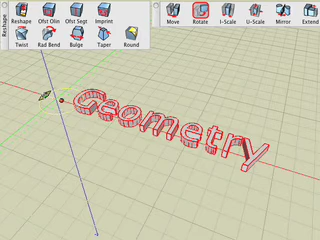 Reshape
Reshape Ofst Olin Ofst Segt Imprint
Twist Rad Bend Bulge Taper Round
Move Rotate I-Scale U-Scale Mirror Extend
Geometry